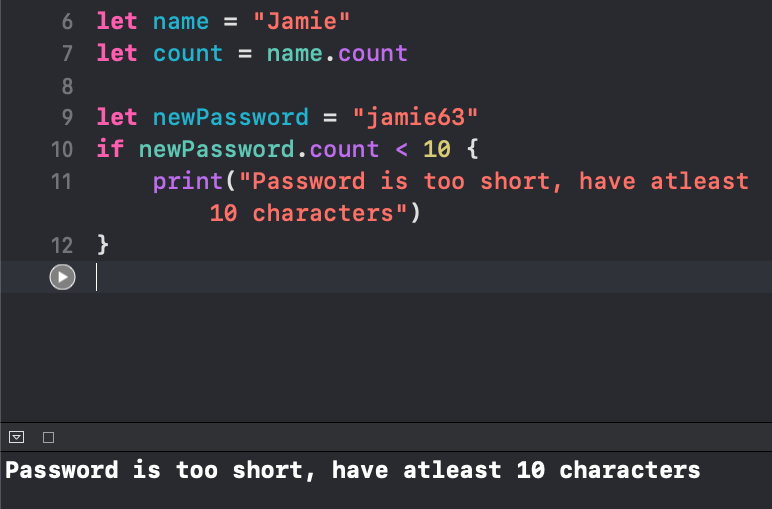 6 let name = "Jamie"
7 let count = name.count
8
9 let newPassword = "jamie63"
10 if newPassword.count < 10 {
11 print("Password is too short, have atleast
10 characters")
12 }
Password is too short, have atleast 10 characters